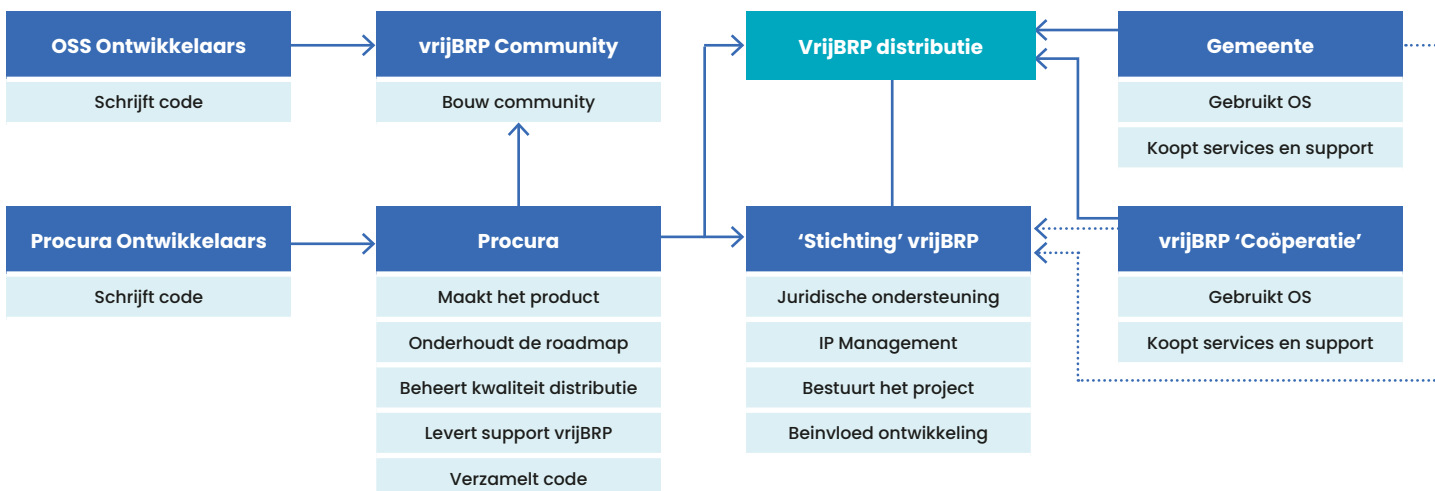 OSS Ontwikkelaars
Schrijft code
vrijBRP Community
Bouw community
VrijBRP distributie
Gemeente
Gebruikt OS
Koopt services en support
Procura Ontwikkelaars
Schrijft code
Procura
Maakt het product
Onderhoudt de roadmap
Beheert kwaliteit distributie
Levert support vrijBRP
Verzamelt code
‘Stichting’ vrijBRP
Juridische ondersteuning
IP Management
Bestuurt het project
Beinvloed ontwikkeling
vrijBRP ‘Coöperatie’
Gebruikt OS
Koopt services en support